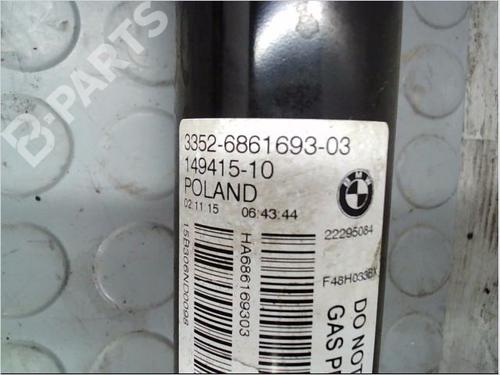 B-PARTS
3352-6861693-03
149415-10
POLAND
02.11.15 06:43:44
BMW
22295084
F48H033BX
15B306ND0098
HA686169303
DO NOT
GAS P